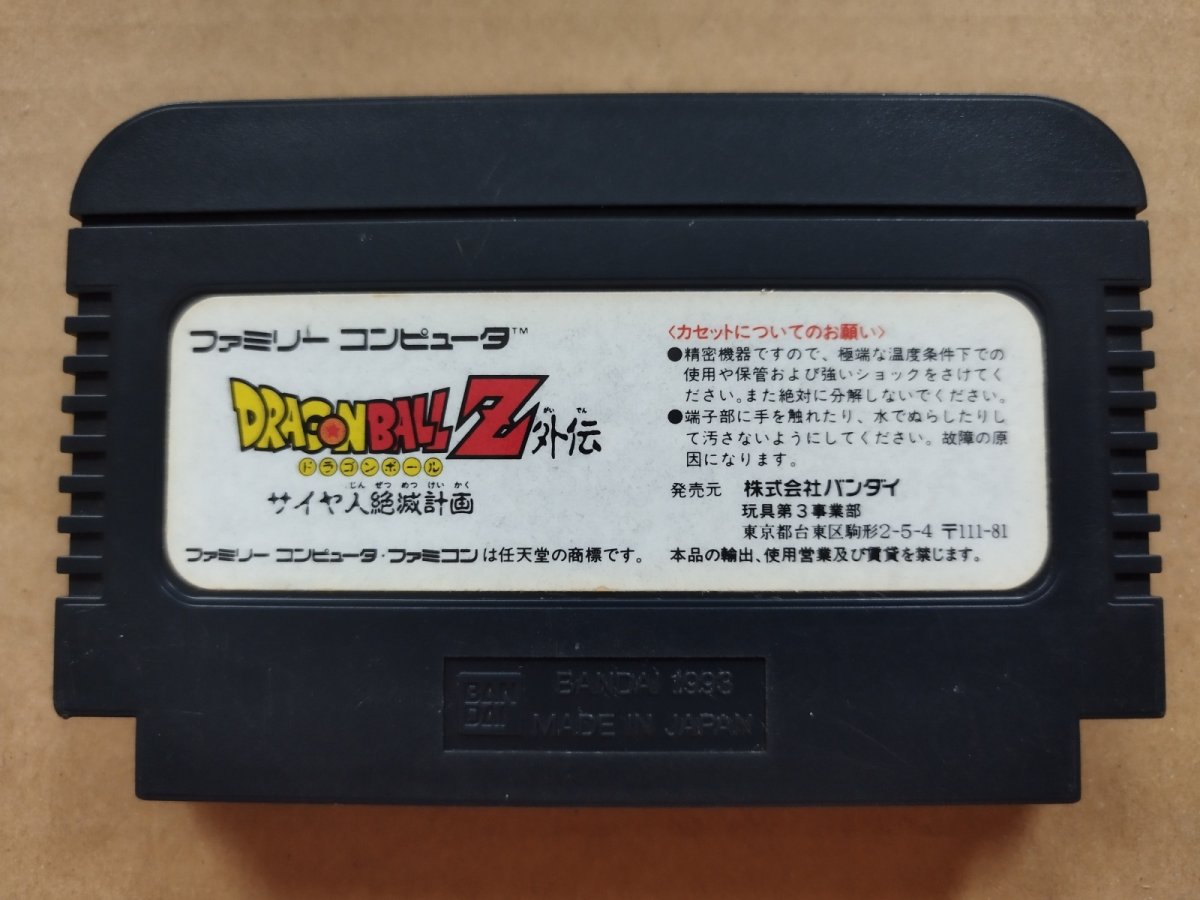 ファミリー コンピュータ™
DRAGONBALL Z 外伝
がい でん
ドラゴンボール
じん ぜつ めつ けい かく
サイヤ人絶滅計画
ファミリー コンピュータ・ファミコンは任天堂の商標です。
〈カセットについてのお願い〉
●精密機器ですので、極端な温度条件下での
使用や保管および強いショックをさけてく
ださい。また絶対に分解しないでください。
●端子部に手を触れたり、水でぬらしたりし
て汚さないようにしてください。故障の原
因になります。
発売元 株式会社バンダイ
玩具第3事業部
東京都台東区駒形2-5-4 〒111-81
本品の輸出、使用営業及び賃貸を禁じます。
BAN
DAI
BANDAI 1993
MADE IN JAPAN